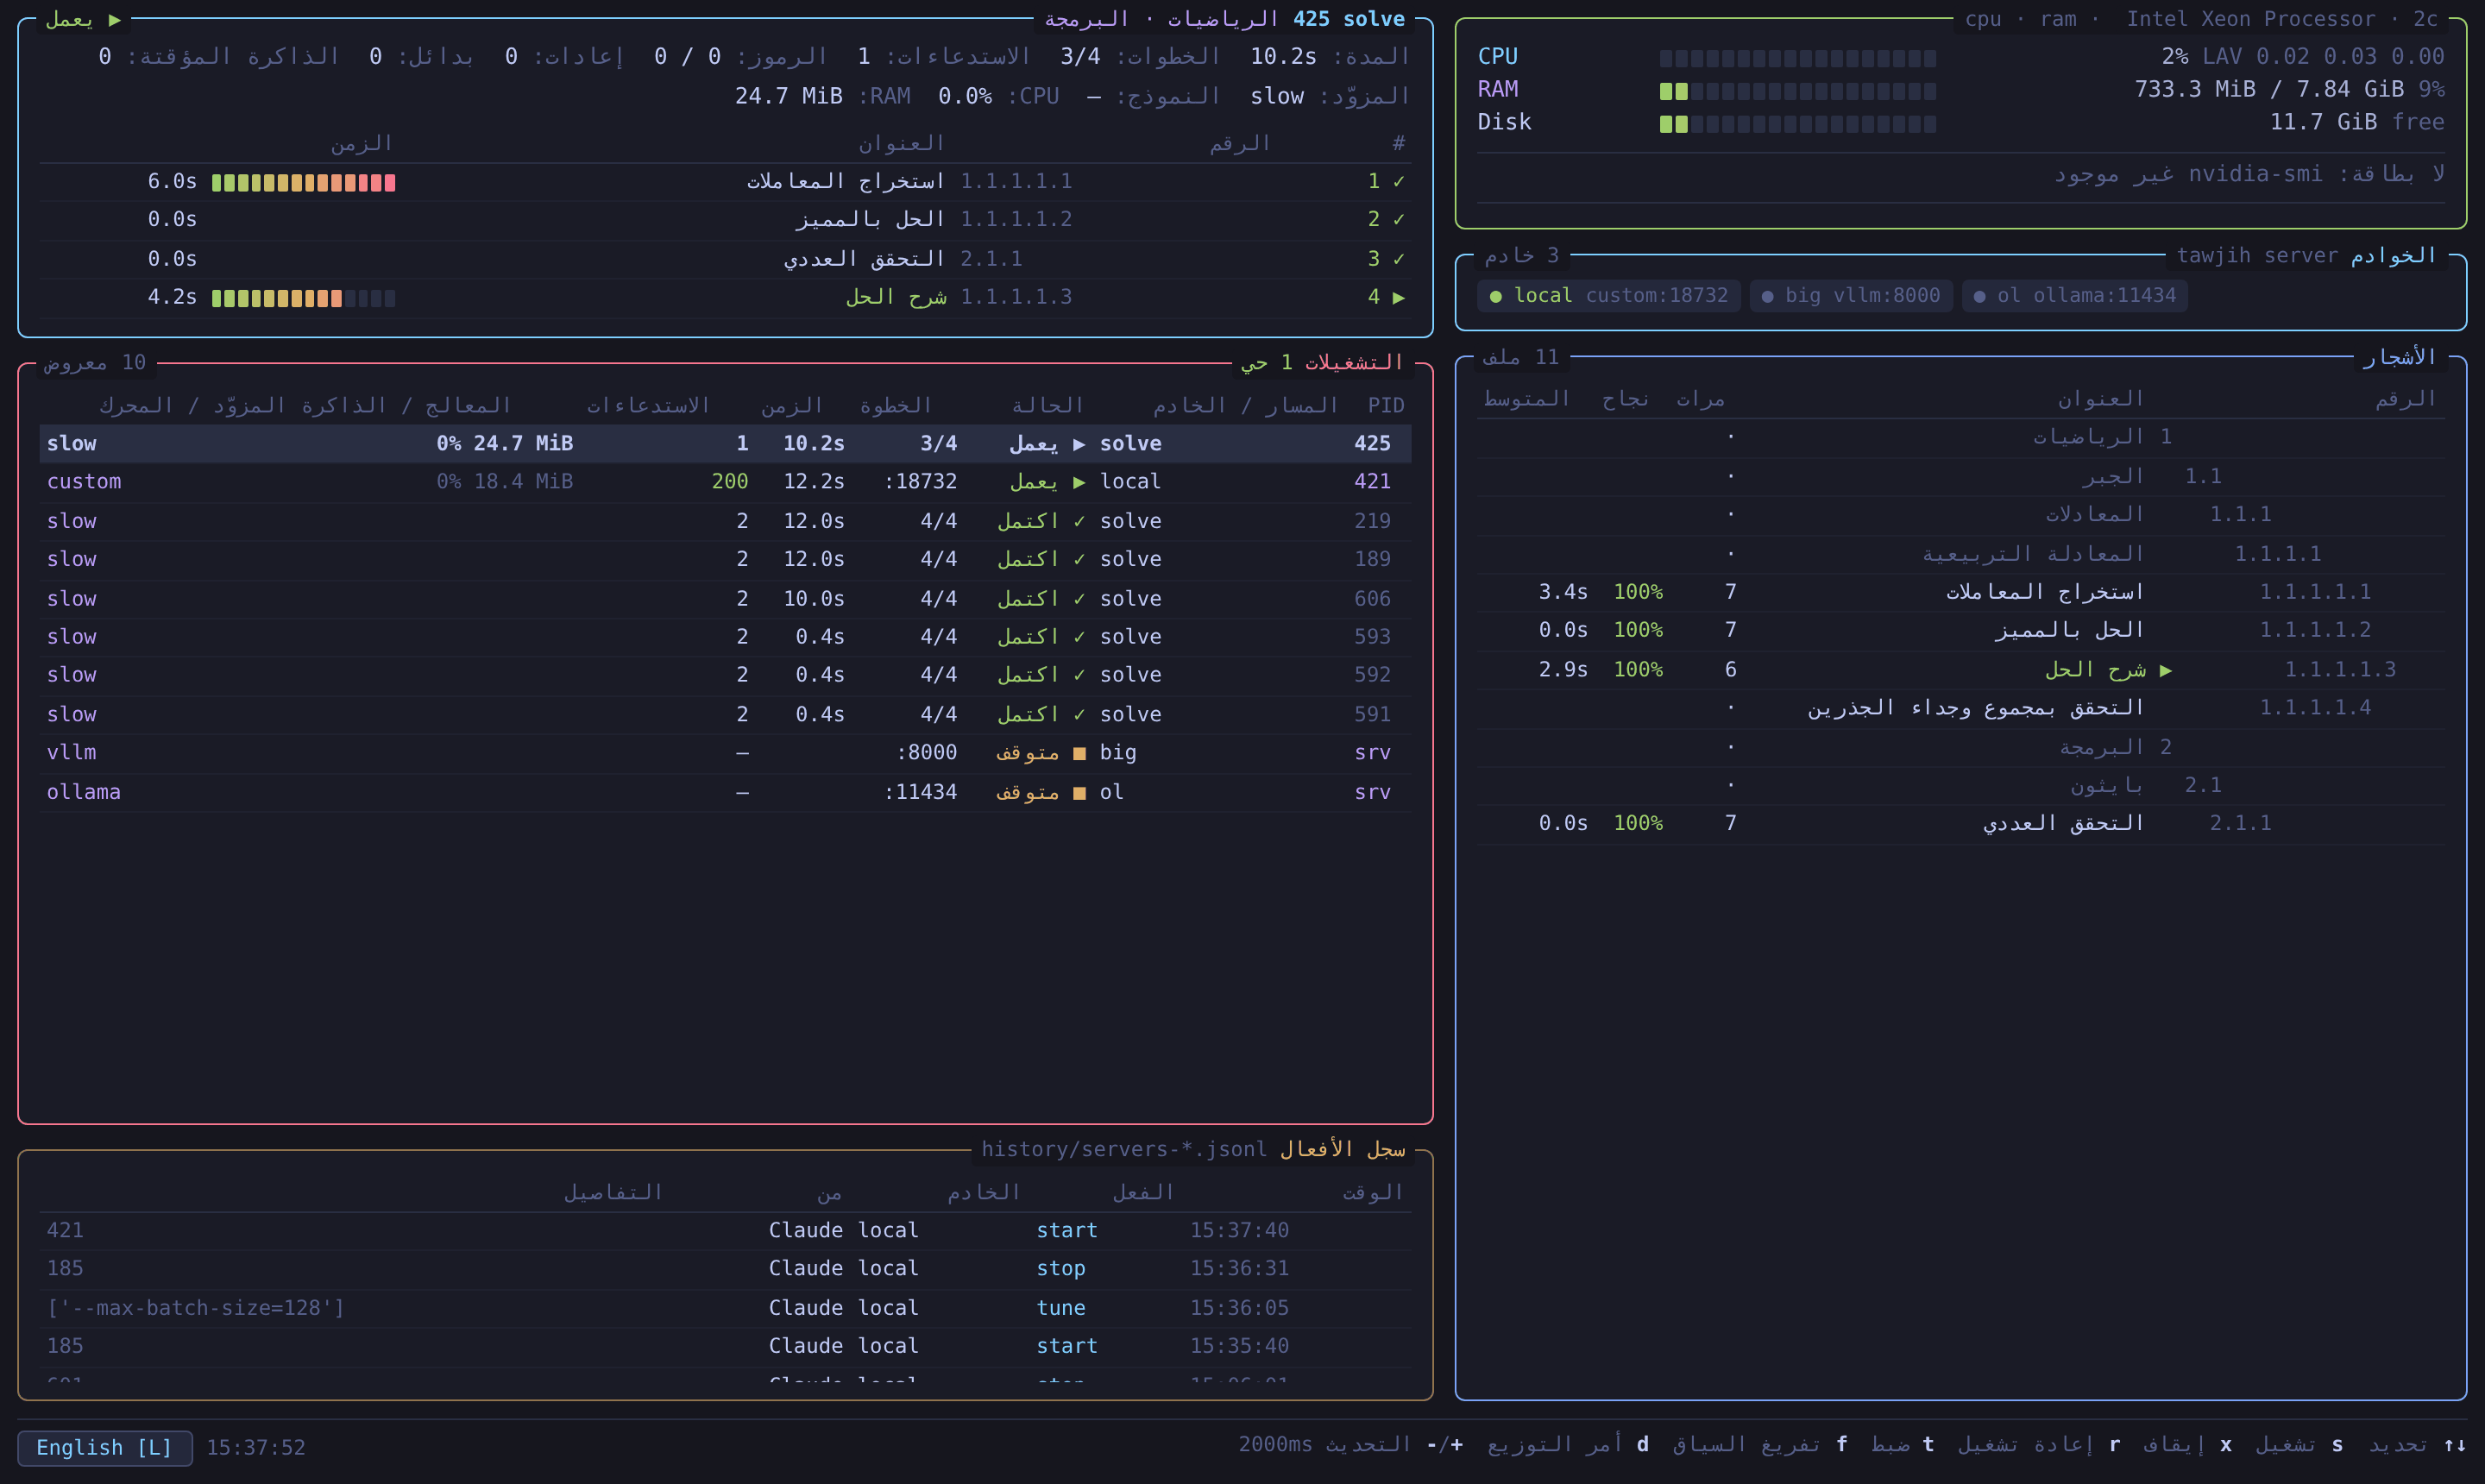 425 solve الرياضيات · البرمجة
▶ يعمل
المدة: 10.2s الخطوات: 3/4 الاستدعاءات: 1 الرموز: 0 / 0 إعادات: 0 بدائل: 0 الذاكرة المؤقتة: 0
المزوّد: slow النموذج: — CPU: 0.0% RAM: 24.7 MiB
# الرقم العنوان الزمن
✓ 1 1.1.1.1.1 استخراج المعاملات 6.0s
✓ 2 1.1.1.1.2 الحل بالمميز 0.0s
✓ 3 2.1.1 التحقق العددي 0.0s
▶ 4 1.1.1.1.3 شرح الحل 4.2s
cpu · ram · Intel Xeon Processor · 2c
CPU 2% LAV 0.02 0.03 0.00
RAM 733.3 MiB / 7.84 GiB 9%
Disk 11.7 GiB free
لا بطاقة: nvidia-smi غير موجود
الخوادم tawjih server
3 خادم
● local custom:18732 ● big vllm:8000 ● ol ollama:11434
التشغيلات 1 حي
10 معروض
PID المسار / الخادم الحالة الخطوة الزمن الاستدعاءات المعالج / الذاكرة المزوّد / المحرك
425 solve ▶ يعمل 3/4 10.2s 1 0% 24.7 MiB slow
421 local ▶ يعمل :18732 12.2s 200 0% 18.4 MiB custom
219 solve ✓ اكتمل 4/4 12.0s 2 slow
189 solve ✓ اكتمل 4/4 12.0s 2 slow
606 solve ✓ اكتمل 4/4 10.0s 2 slow
593 solve ✓ اكتمل 4/4 0.4s 2 slow
592 solve ✓ اكتمل 4/4 0.4s 2 slow
591 solve ✓ اكتمل 4/4 0.4s 2 slow
srv big ■ متوقف :8000 — vllm
srv ol ■ متوقف :11434 — ollama
الأشجار
11 ملف
الرقم العنوان مرات نجاح المتوسط
1 الرياضيات ·
1.1 الجبر ·
1.1.1 المعادلات ·
1.1.1.1 المعادلة التربيعية ·
1.1.1.1.1 استخراج المعاملات 7 100% 3.4s
1.1.1.1.2 الحل بالمميز 7 100% 0.0s
1.1.1.1.3 ▶ شرح الحل 6 100% 2.9s
1.1.1.1.4 التحقق بمجموع وجداء الجذرين ·
2 البرمجة ·
2.1 بايثون ·
2.1.1 التحقق العددي 7 100% 0.0s
سجل الأفعال history/servers-*.jsonl
الوقت الفعل الخادم من التفاصيل
15:37:40 start local Claude 421
15:36:31 stop local Claude 185
15:36:05 tune local Claude ['--max-batch-size=128']
15:35:40 start local Claude 185
↑↓ تحديد s تشغيل x إيقاف r إعادة تشغيل t ضبط f تفريغ السياق d أمر التوزيع +/- التحديث 2000ms
15:37:52 English [L]